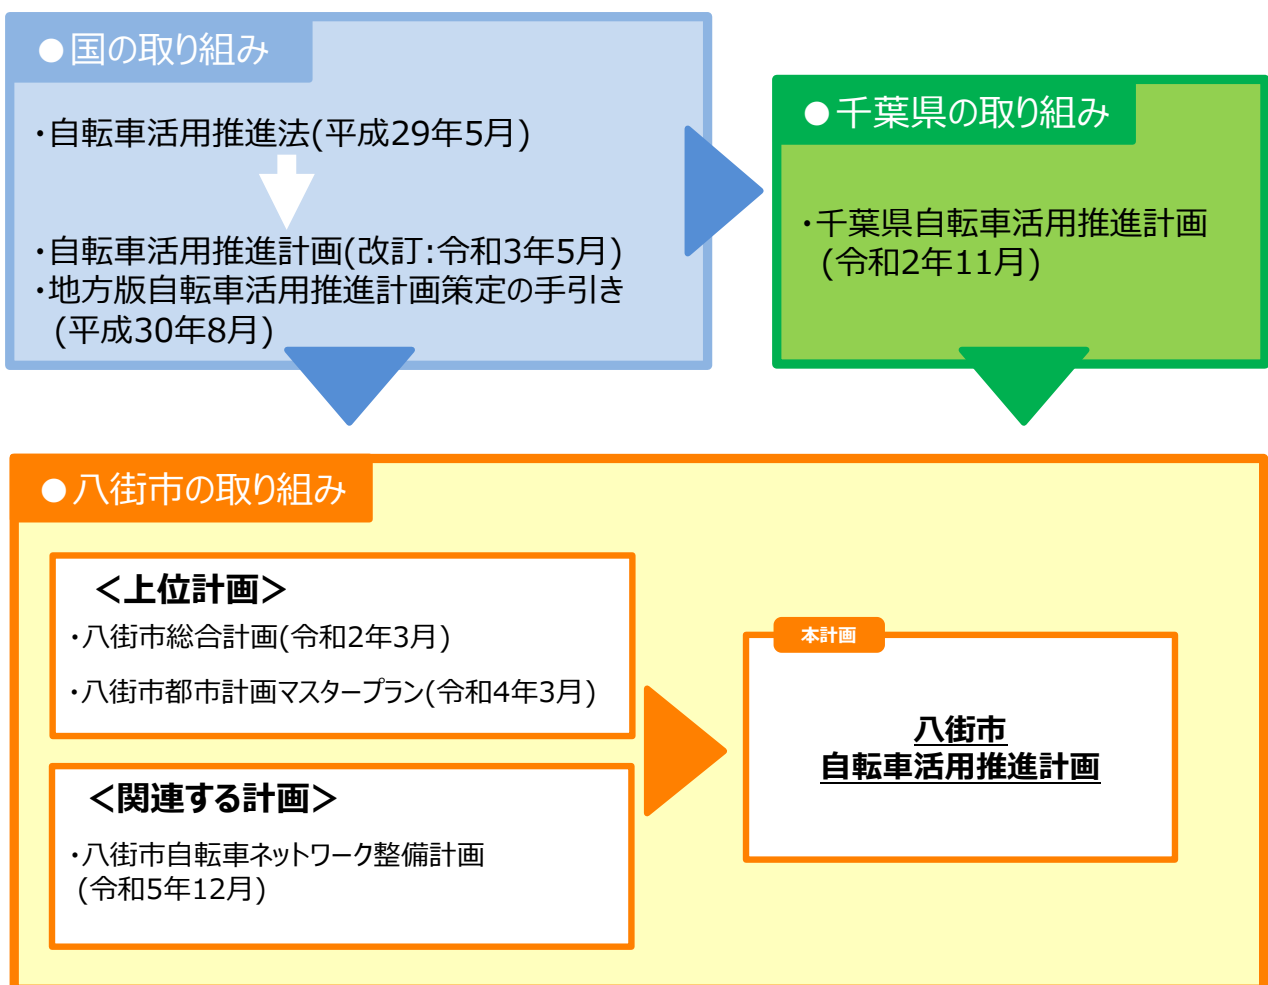 ●国の取り組み
・自転車活用推進法(平成29年5月)
・自転車活用推進計画(改訂:令和3年5月)
・地方版自転車活用推進計画策定の手引き
(平成30年8月)
●千葉県の取り組み
・千葉県自転車活用推進計画
(令和2年11月)
●八街市の取り組み
＜上位計画＞
・八街市総合計画(令和2年3月)
・八街市都市計画マスタープラン(令和4年3月)
＜関連する計画＞
・八街市自転車ネットワーク整備計画
(令和5年12月)
本計画
八街市
自転車活用推進計画